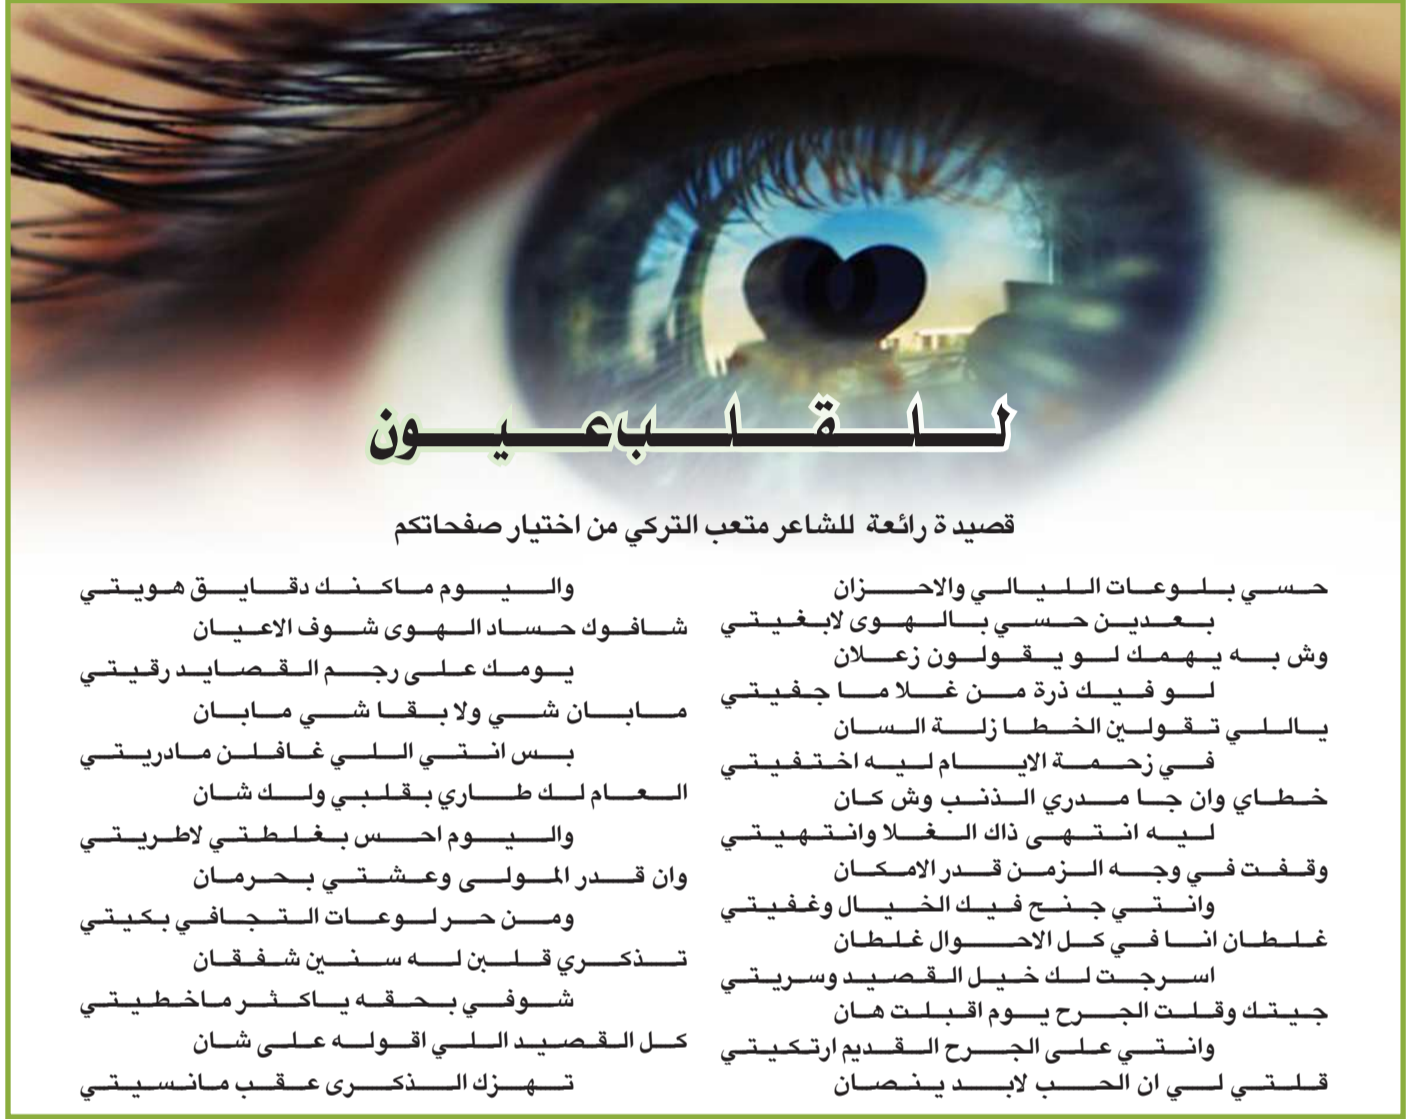 للقلب عيون
قصيدة رائعة للشاعر متعب التركي من اختيار صفحاتكم
حسي بلوعات الليالي والاحزان
بعدين حسي بالهوى لابغيتي
وش به يهمك لو يقولون زعلان
لو فيك ذرة من غلا ما جفيتي
ياللي تقولين الخطا زلة السان
في زحمة الايام ليه اختفيتي
خطاي وان جا مدري الذنب وش كان
ليه انتهى ذاك الغلا وانتهيتي
وقفت في وجه الزمن قدر الامكان
وانتي جنح فيك الخيال وغفيتي
غلطان انا في كل الاحوال غلطان
اسرجت لك خيل القصيد وسريتي
جيتك وقلت الجرح يوم اقبلت هان
وانتي على الجرح القديم ارتكيتي
قلتي لي ان الحب لابد ينصان
واليوم ماكنك دقايق هويتي
شافوك حساد الهوى شوف الاعيان
يومك على رجم القصايد رقيتي
مابان شي ولا بقا شي مابان
بس انتي اللي غافلن مادريتي
العام لك طاري بقلبي ولك شان
واليوم احس بغلطتي لاطريتي
وان قدر المولى وعشتي بحرمان
ومن حر لوعات التجافي بكيتي
تذكري قلبن له سنين شفقان
شوفي بحقه ياكثر ماخطيتي
كل القصيد اللي اقوله على شان
تهزك الذكرى عقب مانسيتي